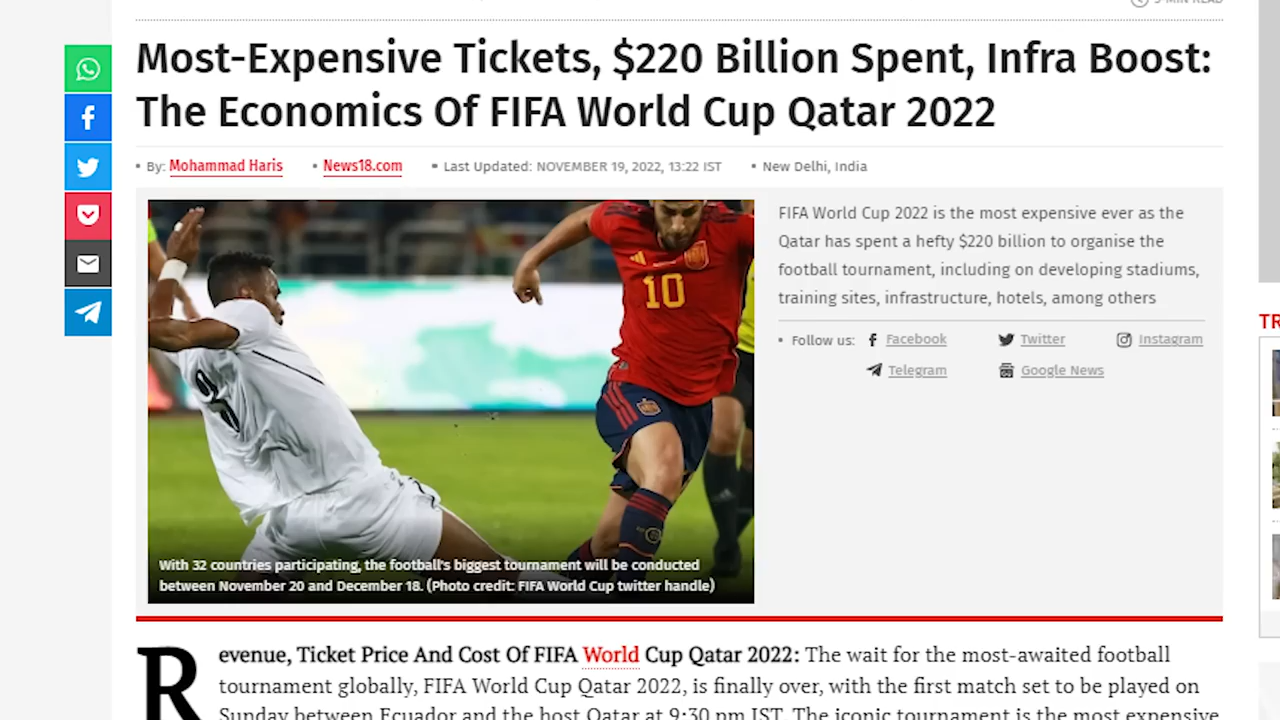 5 MIN READ
Most-Expensive Tickets, $220 Billion Spent, Infra Boost:
The Economics Of FIFA World Cup Qatar 2022
By: Mohammad Haris News18.com Last Updated: NOVEMBER 19, 2022, 13:22 IST New Delhi, India
FIFA World Cup 2022 is the most expensive ever as the
Qatar has spent a hefty $220 billion to organise the
football tournament, including on developing stadiums,
training sites, infrastructure, hotels, among others
Follow us: Facebook Twitter Instagram
Telegram Google News
10
With 32 countries participating, the football's biggest tournament will be conducted
between November 20 and December 18. (Photo credit: FIFA World Cup twitter handle)
TR
Revenue, Ticket Price And Cost Of FIFA World Cup Qatar 2022: The wait for the most-awaited football
tournament globally, FIFA World Cup Qatar 2022, is finally over, with the first match set to be played on
Sunday between Ecuador and the host Qatar at 9:30 pm IST. The iconic tournament is the most expensive